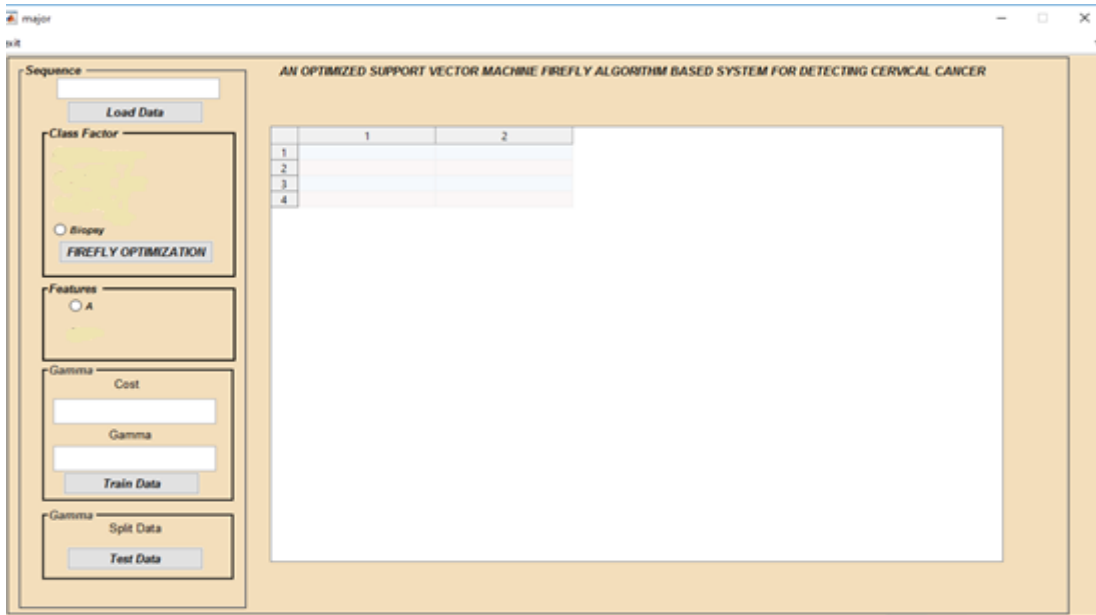 major
exit
AN OPTIMIZED SUPPORT VECTOR MACHINE FIREFLY ALGORITHM BASED SYSTEM FOR DETECTING CERVICAL CANCER
Sequence
Load Data
Class Factor
Biopsy
FIREFLY OPTIMIZATION
Features
A
Gamma
Cost
Gamma
Train Data
Gamma
Split Data
Test Data
1 2
1
2
3
4